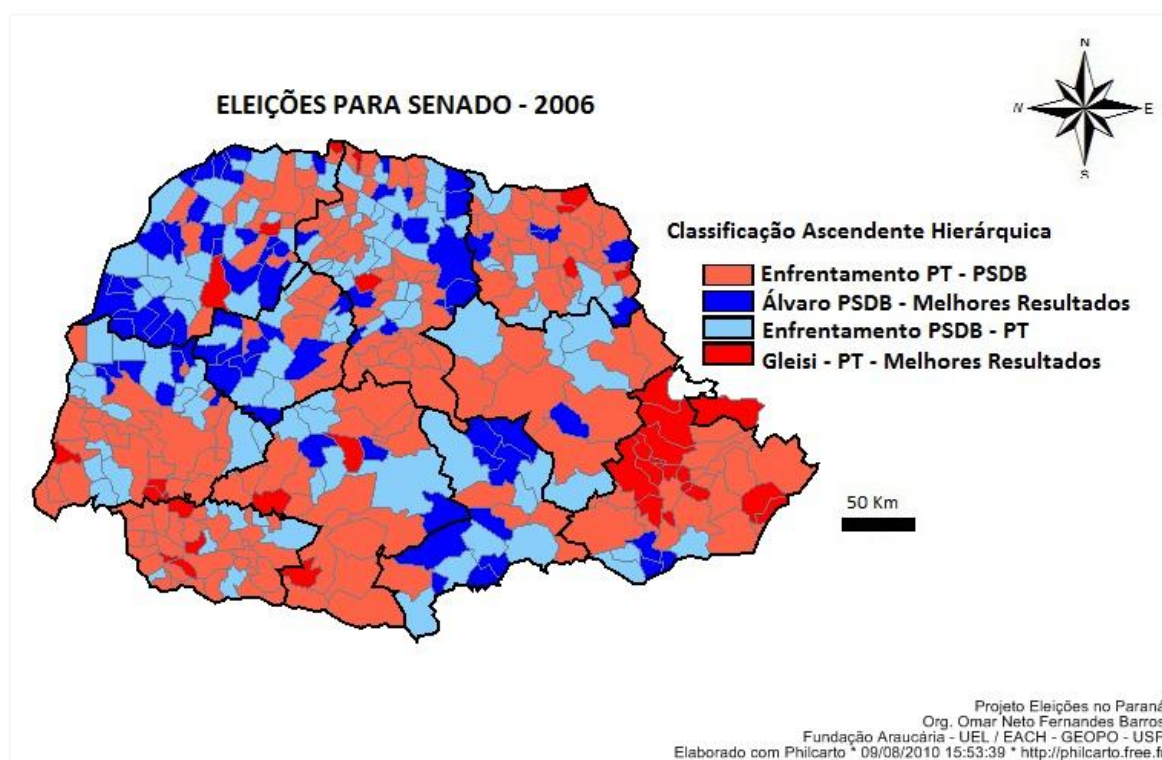 ELEIÇÕES PARA SENADO - 2006
N
N
E
S
Classificação Ascendente Hierárquica
Enfrentamento PT - PSDB
Álvaro PSDB - Melhores Resultados
Enfrentamento PSDB - PT
Gleisi - PT - Melhores Resultados
50 Km
Projeto Eleições no Paraná
Org. Omar Neto Fernandes Barros
Fundação Araucária - UEL / EACH - GEOPO - USP
Elaborado com Philcarto * 09/08/2010 15:53:39 * http://philcarto.free.fr